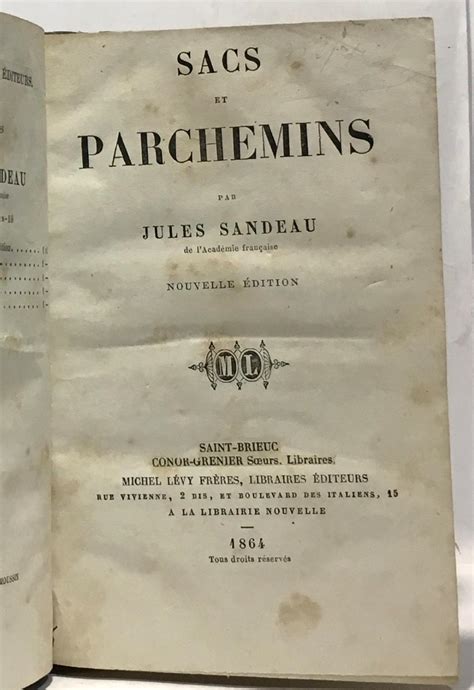 ÉDITEURS.
SACS
ET
PARCHEMINS
PAR
JULES SANDEAU
de l'Académie française
NOUVELLE ÉDITION
ML
SAINT-BRIEUC
CONOR-GRENIER Sœurs. Libraires.
MICHEL LÉVY FRÈRES, LIBRAIRES ÉDITEURS
RUE VIVIENNE, 2 BIS, ET BOULEVARD DES ITALIENS, 15
A LA LIBRAIRIE NOUVELLE
1864
Tous droits réservés